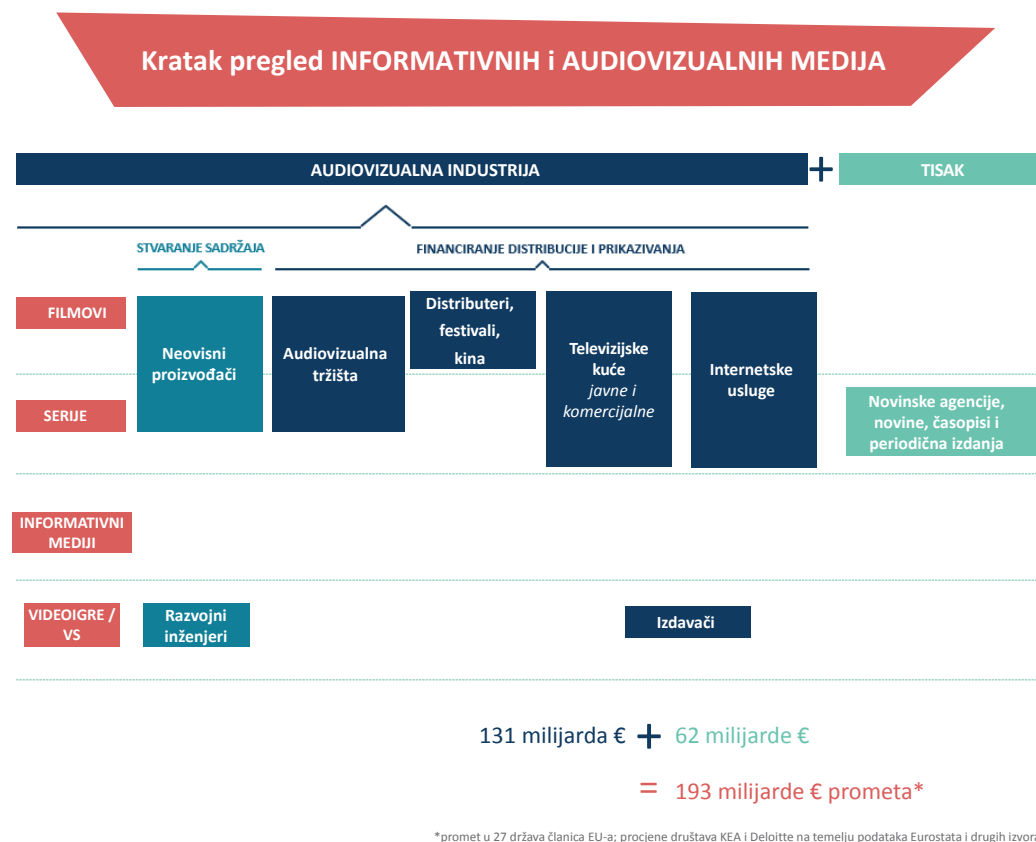 Kratak pregled INFORMATIVNIH i AUDIOVIZUALNIH MEDIJA
AUDIOVIZUALNA INDUSTRIJA
+
TISAK
STVARANJE SADRŽAJA
FINANCIRANJE DISTRIBUCIJE I PRIKAZIVANJA
FILMOVI
Neovisni
proizvođači
Audiovizualna
tržišta
Distributeri,
festivali,
kina
Televizijske
kuće
javne i
komercijalne
Internetske
usluge
SERIJE
Novinske agencije,
novine, časopisi i
periodična izdanja
INFORMATIVNI
MEDIJI
VIDEOIGRE /
VS
Razvojni
inženjeri
Izdavači
131 milijarda € + 62 milijarde €
= 193 milijarde € prometa*
*promet u 27 država članica EU-a; procjene društava KEA i Deloitte na temelju podataka Eurostata i drugih izvora